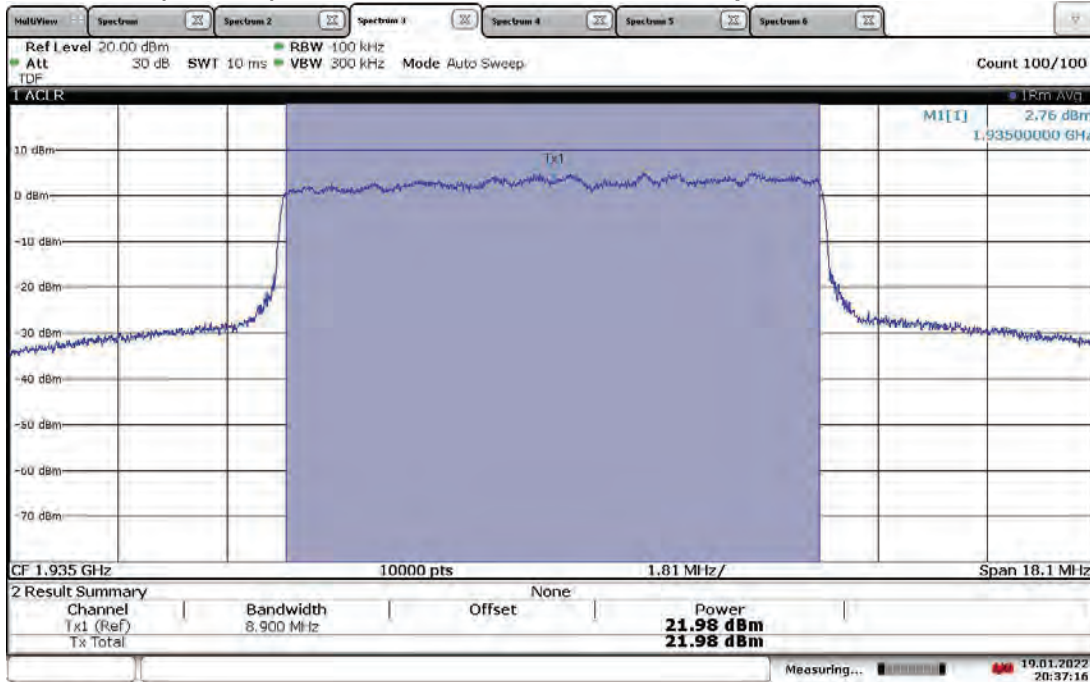 MultiView Spectrum Spectrum 2 Spectrum 3 Spectrum 4 Spectrum 5 Spectrum 6
Ref Level 20.00 dBm RBW 100 kHz
Att 30 dB SWT 10 ms VBW 300 kHz Mode Auto Sweep Count 100/100
TDF
1 ACLR 1Rm Avg
M1[1] 2.76 dBm
1.93500000 GHz
10 dBm
Tx1
0 dBm
-10 dBm
-20 dBm
-30 dBm
-40 dBm
-50 dBm
-60 dBm
-70 dBm
CF 1.935 GHz 10000 pts 1.81 MHz/ Span 18.1 MHz
2 Result Summary None
Channel Bandwidth Offset Power
Tx1 (Ref) 8.900 MHz 21.98 dBm
Tx Total 21.98 dBm
Measuring... 19.01.2022
20:37:16